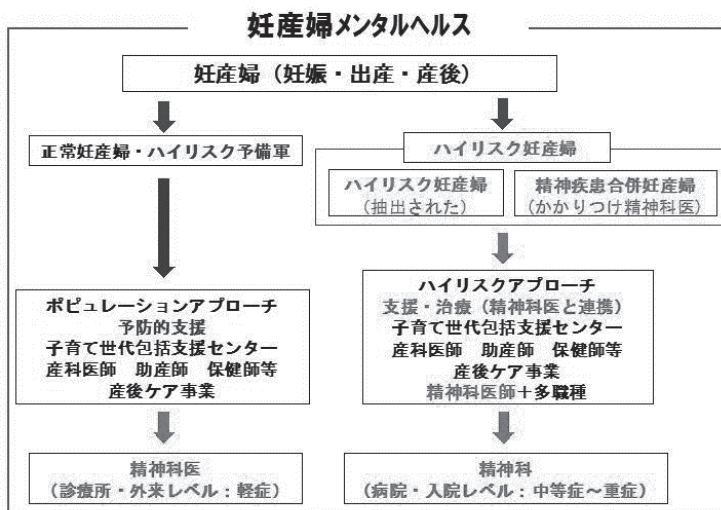 妊産婦メンタルヘルス
妊産婦（妊娠・出産・産後）
正常妊産婦・ハイリスク予備軍
ハイリスク妊産婦
ハイリスク妊産婦
（抽出された）
精神疾患合併妊産婦
（かかりつけ精神科医）
ポピュレーションアプローチ
予防的支援
子育て世代包括支援センター
産科医師　助産師　保健師等
産後ケア事業
ハイリスクアプローチ
支援・治療（精神科医と連携）
子育て世代包括支援センター
産科医師　助産師　保健師等
産後ケア事業
精神科医師＋多職種
精神科医
（診療所・外来レベル：軽症）
精神科
（病院・入院レベル：中等症～重症）